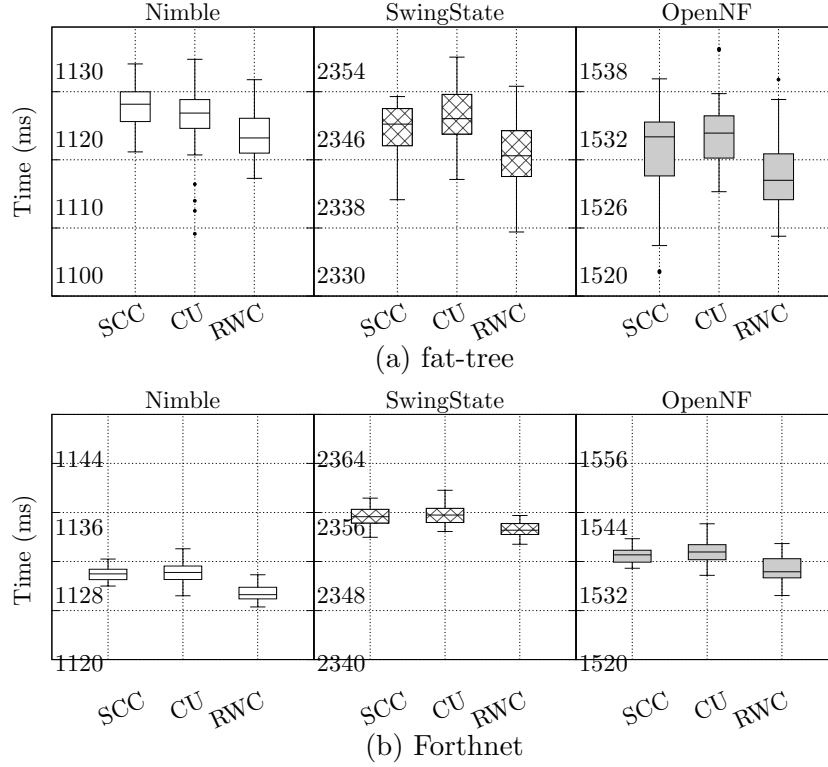 Nimble SwingState OpenNF
Time (ms)
1130 2354 1538
1120 2346 1532
1110 2338 1526
1100 2330 1520
SCC CU RWC SCC CU RWC SCC CU RWC
(a) fat-tree
Nimble SwingState OpenNF
Time (ms)
1144 2364 1556
1136 2356 1544
1128 2348 1532
1120 2340 1520
SCC CU RWC SCC CU RWC SCC CU RWC
(b) Forthnet